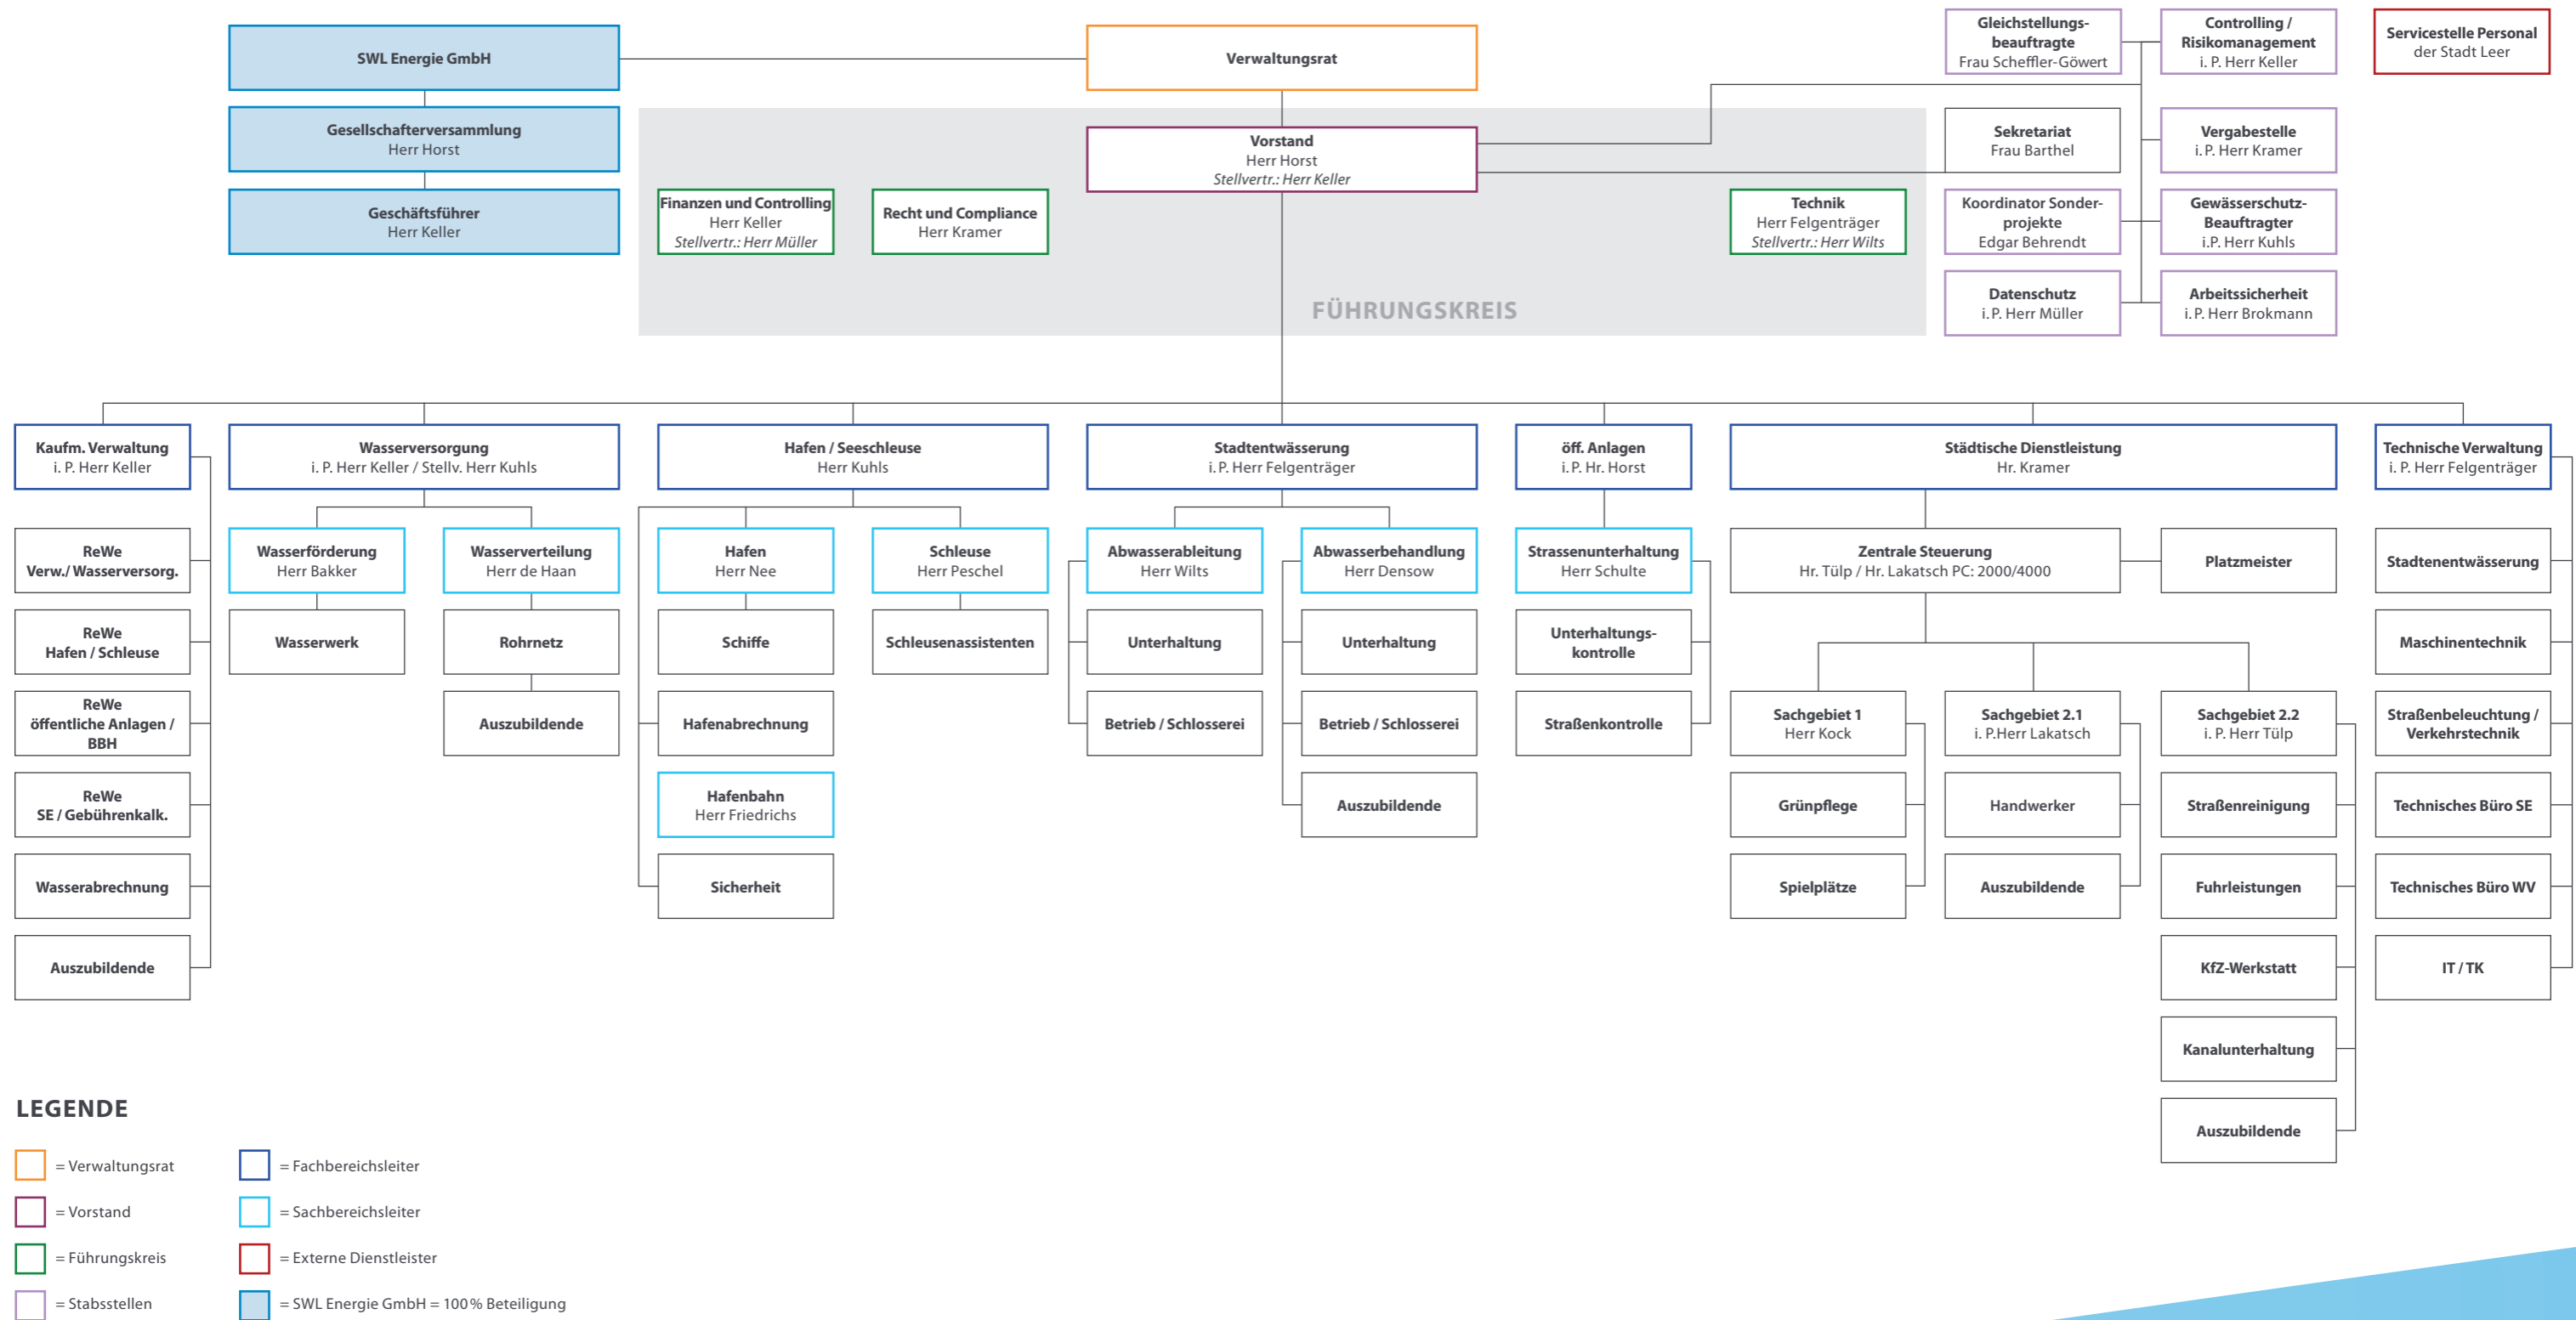 SWL Energie GmbH
Verwaltungsrat
Gleichstellungs-
beauftragte
Frau Scheffler-Göwert
Controlling /
Risikomanagement
i. P. Herr Keller
Servicestelle Personal
der Stadt Leer
Gesellschafterversammlung
Herr Horst
Vorstand
Herr Horst
Stellvertr.: Herr Keller
Sekretariat
Frau Barthel
Vergabestelle
i. P. Herr Kramer
Geschäftsführer
Herr Keller
Finanzen und Controlling
Herr Keller
Stellvertr.: Herr Müller
Recht und Compliance
Herr Kramer
Technik
Herr Felgenträger
Stellvertr.: Herr Wilts
Koordinator Sonder-
projekte
Edgar Behrendt
Gewässerschutz-
Beauftragter
i.P. Herr Kuhls
FÜHRUNGSKREIS
Datenschutz
i. P. Herr Müller
Arbeitssicherheit
i. P. Herr Brokmann
Kaufm. Verwaltung
i. P. Herr Keller
Wasserversorgung
i. P. Herr Keller / Stellv. Herr Kuhls
Hafen / Seeschleuse
Herr Kuhls
Stadtentwässerung
i. P. Herr Felgenträger
öff. Anlagen
i. P. Hr. Horst
Städtische Dienstleistung
Hr. Kramer
Technische Verwaltung
i. P. Herr Felgenträger
ReWe
Verw./ Wasserversorg.
Wasserförderung
Herr Bakker
Wasserverteilung
Herr de Haan
Hafen
Herr Nee
Schleuse
Herr Peschel
Abwasserableitung
Herr Wilts
Abwasserbehandlung
Herr Densow
Strassenunterhaltung
Herr Schulte
Zentrale Steuerung
Hr. Tülp / Hr. Lakatsch PC: 2000/4000
Platzmeister
Stadtenentwässerung
ReWe
Hafen / Schleuse
Wasserwerk
Rohrnetz
Schiffe
Schleusenassistenten
Unterhaltung
Unterhaltung
Unterhaltungs-
kontrolle
Maschinentechnik
ReWe
öffentliche Anlagen /
BBH
Auszubildende
Hafenabrechnung
Betrieb / Schlosserei
Betrieb / Schlosserei
Straßenkontrolle
Sachgebiet 1
Herr Kock
Sachgebiet 2.1
i. P.Herr Lakatsch
Sachgebiet 2.2
i. P. Herr Tülp
Straßenbeleuchtung /
Verkehrstechnik
ReWe
SE / Gebührenkalk.
Hafenbahn
Herr Friedrichs
Auszubildende
Grünpflege
Handwerker
Straßenreinigung
Technisches Büro SE
Wasserabrechnung
Sicherheit
Spielplätze
Auszubildende
Fuhrleistungen
Technisches Büro WV
Auszubildende
KfZ-Werkstatt
IT / TK
Kanalunterhaltung
Auszubildende
LEGENDE
= Verwaltungsrat
= Fachbereichsleiter
= Vorstand
= Sachbereichsleiter
= Führungskreis
= Externe Dienstleister
= Stabsstellen
= SWL Energie GmbH = 100 % Beteiligung